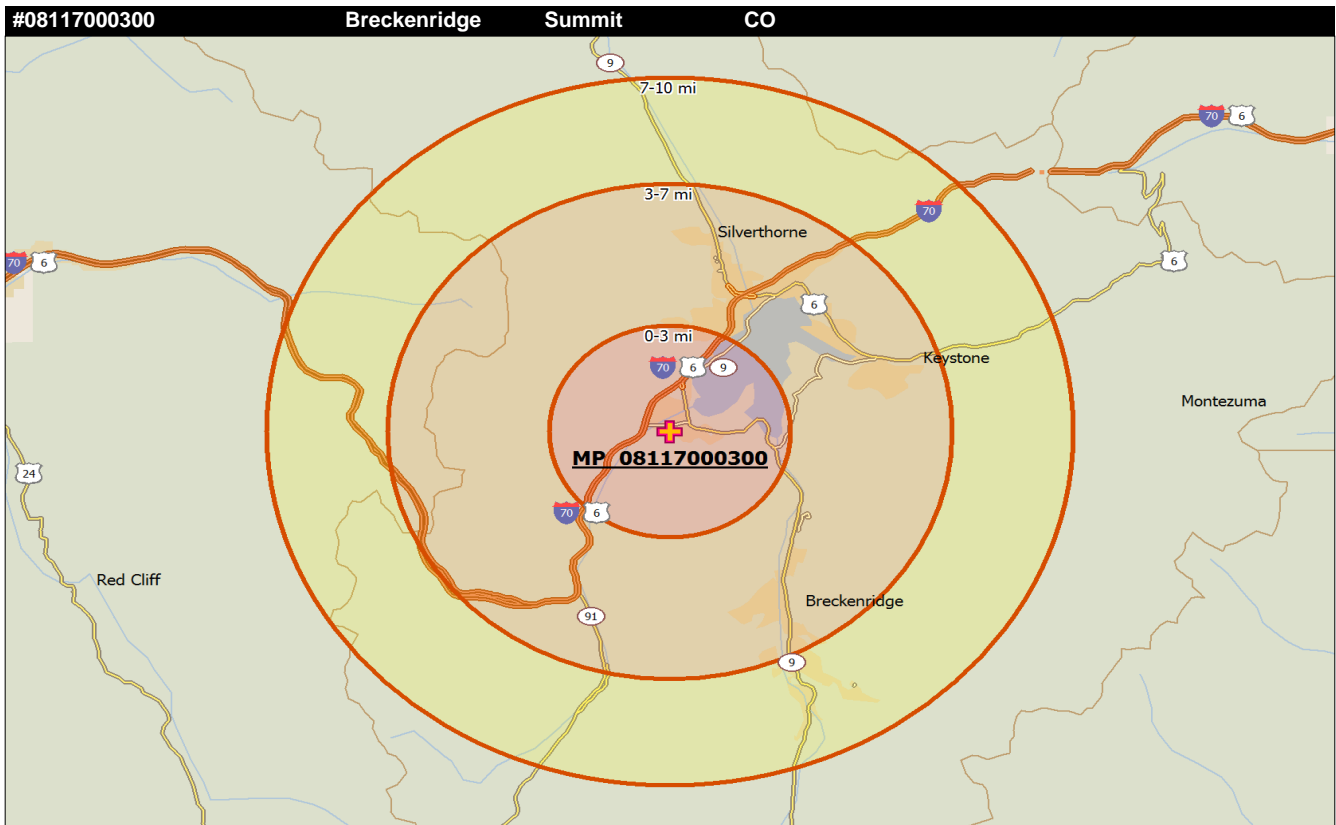 #08117000300 Breckenridge Summit CO
9
7-10 mi
70 6
3-7 mi
70
Silverthorne
70 6
6
6
0-3 mi
70 6 9
Keystone
Montezuma
MP 08117000300
24
70 6
Red Cliff
Breckenridge
91
9